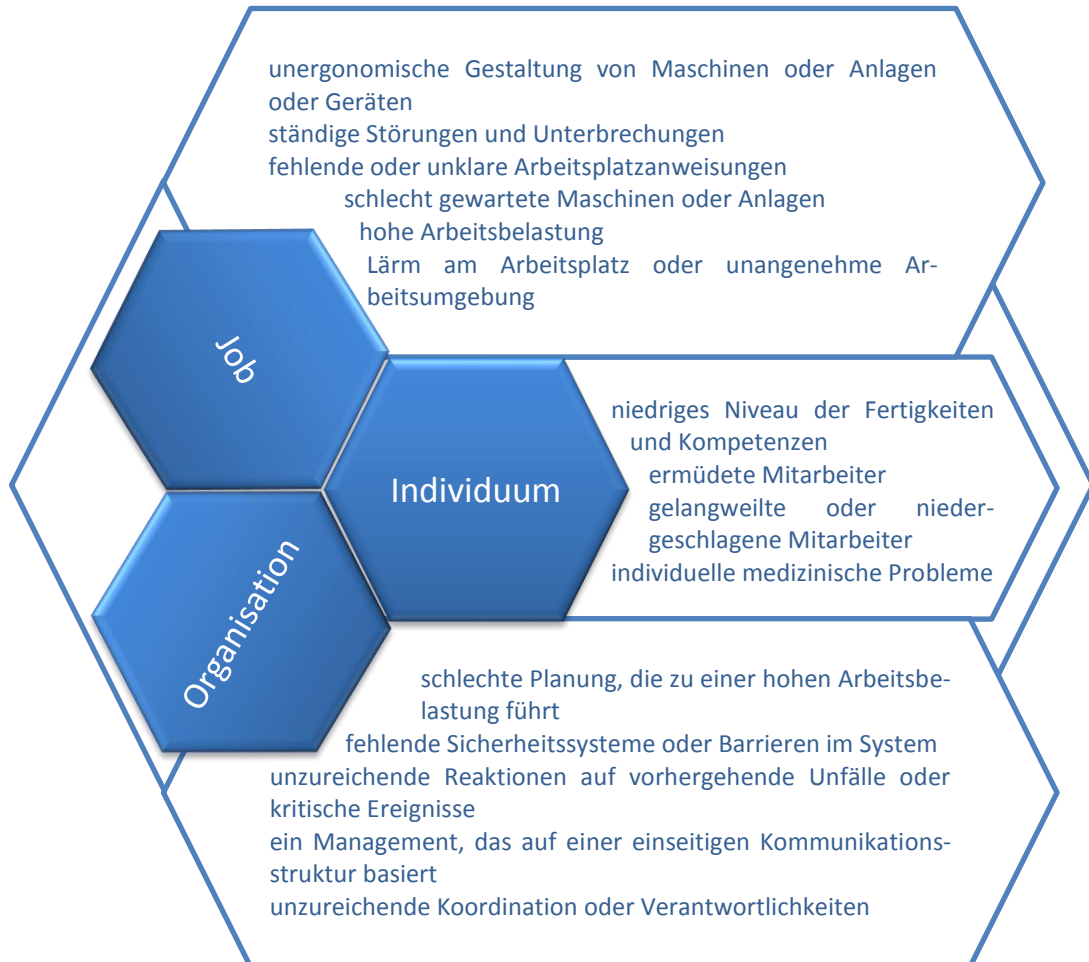 unergonomische Gestaltung von Maschinen oder Anlagen
oder Geräten
ständige Störungen und Unterbrechungen
fehlende oder unklare Arbeitsplatzanweisungen
schlecht gewartete Maschinen oder Anlagen
hohe Arbeitsbelastung
Lärm am Arbeitsplatz oder unangenehme Ar-
beitsumgebung
Job
niedriges Niveau der Fertigkeiten
und Kompetenzen
ermüdete Mitarbeiter
gelangweilte oder nieder-
geschlagene Mitarbeiter
individuelle medizinische Probleme
Individuum
Organisation
schlechte Planung, die zu einer hohen Arbeitsbe-
lastung führt
fehlende Sicherheitssysteme oder Barrieren im System
unzureichende Reaktionen auf vorhergehende Unfälle oder
kritische Ereignisse
ein Management, das auf einer einseitigen Kommunikations-
struktur basiert
unzureichende Koordination oder Verantwortlichkeiten